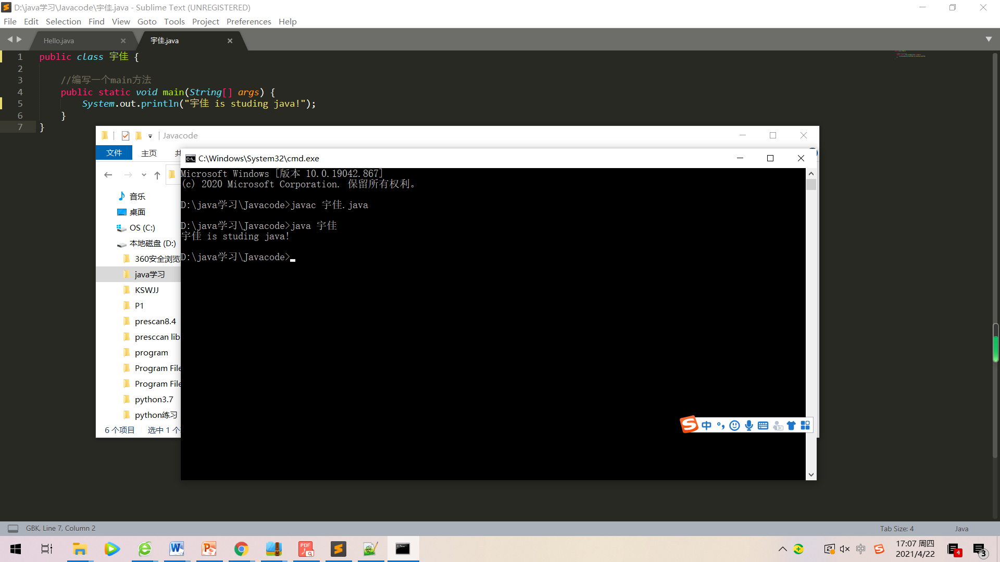 D:\java学习\Javacode\宇佳.java - Sublime Text (UNREGISTERED)
File Edit Selection Find View Goto Tools Project Preferences Help
Hello.java
宇佳.java
1 public class 宇佳 {
2
3 //编写一个main方法
4 public static void main(String[] args) {
5 System.out.println("宇佳 is studing java!");
6 }
7 }
Javacode
文件 主页 共
C:\Windows\System32\cmd.exe
Microsoft Windows [版本 10.0.19042.867]
(c) 2020 Microsoft Corporation. 保留所有权利。
D:\java学习\Javacode>javac 宇佳.java
D:\java学习\Javacode>java 宇佳
宇佳 is studing java!
D:\java学习\Javacode>
音乐
桌面
OS (C:)
本地磁盘 (D:)
360安全浏览
java学习
KSWJJ
P1
prescan8.4
presccan lib
program
Program File
Program File
python3.7
python练习
6 个项目 选中 1 个
中
GBK, Line 7, Column 2
Tab Size: 4
Java
中
17:07 周四
2021/4/22
4
3